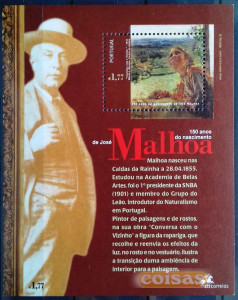 PORTUGAL
€1,77
150 anos
de José
do nascimento
Malhoa
Malhoa nasceu nas
Caldas da Rainha a 28.04.1855.
Estudou na Academia de Belas
Artes, foi o 1º presidente da SNBA
(1901) e membro do Grupo do
Leão. Introdutor do Naturalismo
em Portugal.
Pintor de paisagens e de rostos,
na sua obra "Conversa com o
Vizinho" a figura da rapariga, que
recolhe e reenvia os efeitos da
luz, no rosto e no vestuário, ilustra
a transição duma ambiência de
interior para a paisagem.
€1,77
coisas
ctt correios